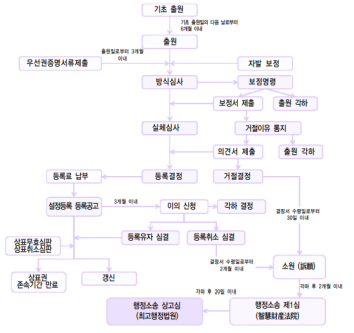 기초 출원
기초 출원일의 다음 날로부터
6개월 이내
출원
출원일로부터 3개월
이내
우선권증명서류제출
자발 보정
방식심사
보정명령
보정서 제출
출원 각하
실체심사
거절이유 통지
의견서 제출
출원 각하
등록료 납부
등록결정
거절결정
3개월 이내
설정등록 등록공고
이의 신청
각하 결정
결정서 수령일로부터
30일 이내
등록유지 심결
등록취소 심결
상표무효심판
상표취소심판
결정서 수령일로부터
2개월 이내
소원 (訴願)
상표권
존속기간 만료
갱신
각하 후 2개월 이내
각하 후 20일 이내
행정소송 상고심
(최고행정법원)
행정소송 제1심
(智慧財産法院)